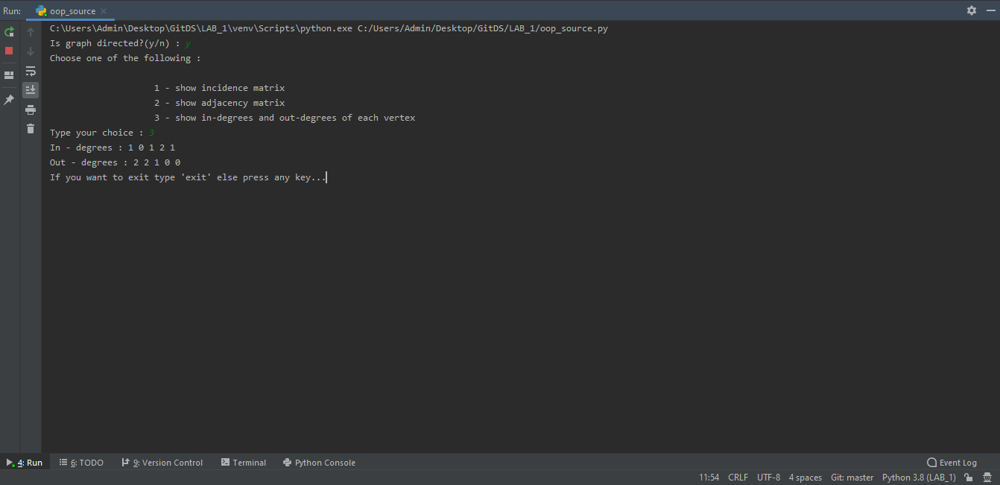 Run: oop_source
C:\Users\Admin\Desktop\GitDS\LAB_1\venv\Scripts\python.exe C:/Users/Admin/Desktop/GitDS/LAB_1/oop_source.py
Is graph directed?(y/n) : y
Choose one of the following :
1 - show incidence matrix
2 - show adjacency matrix
3 - show in-degrees and out-degrees of each vertex
Type your choice : 3
In - degrees : 1 0 1 2 1
Out - degrees : 2 2 1 0 0
If you want to exit type 'exit' else press any key...
4: Run 6: TODO 9: Version Control Terminal Python Console Event Log
11:54 CRLF UTF-8 4 spaces Git: master Python 3.8 (LAB_1)